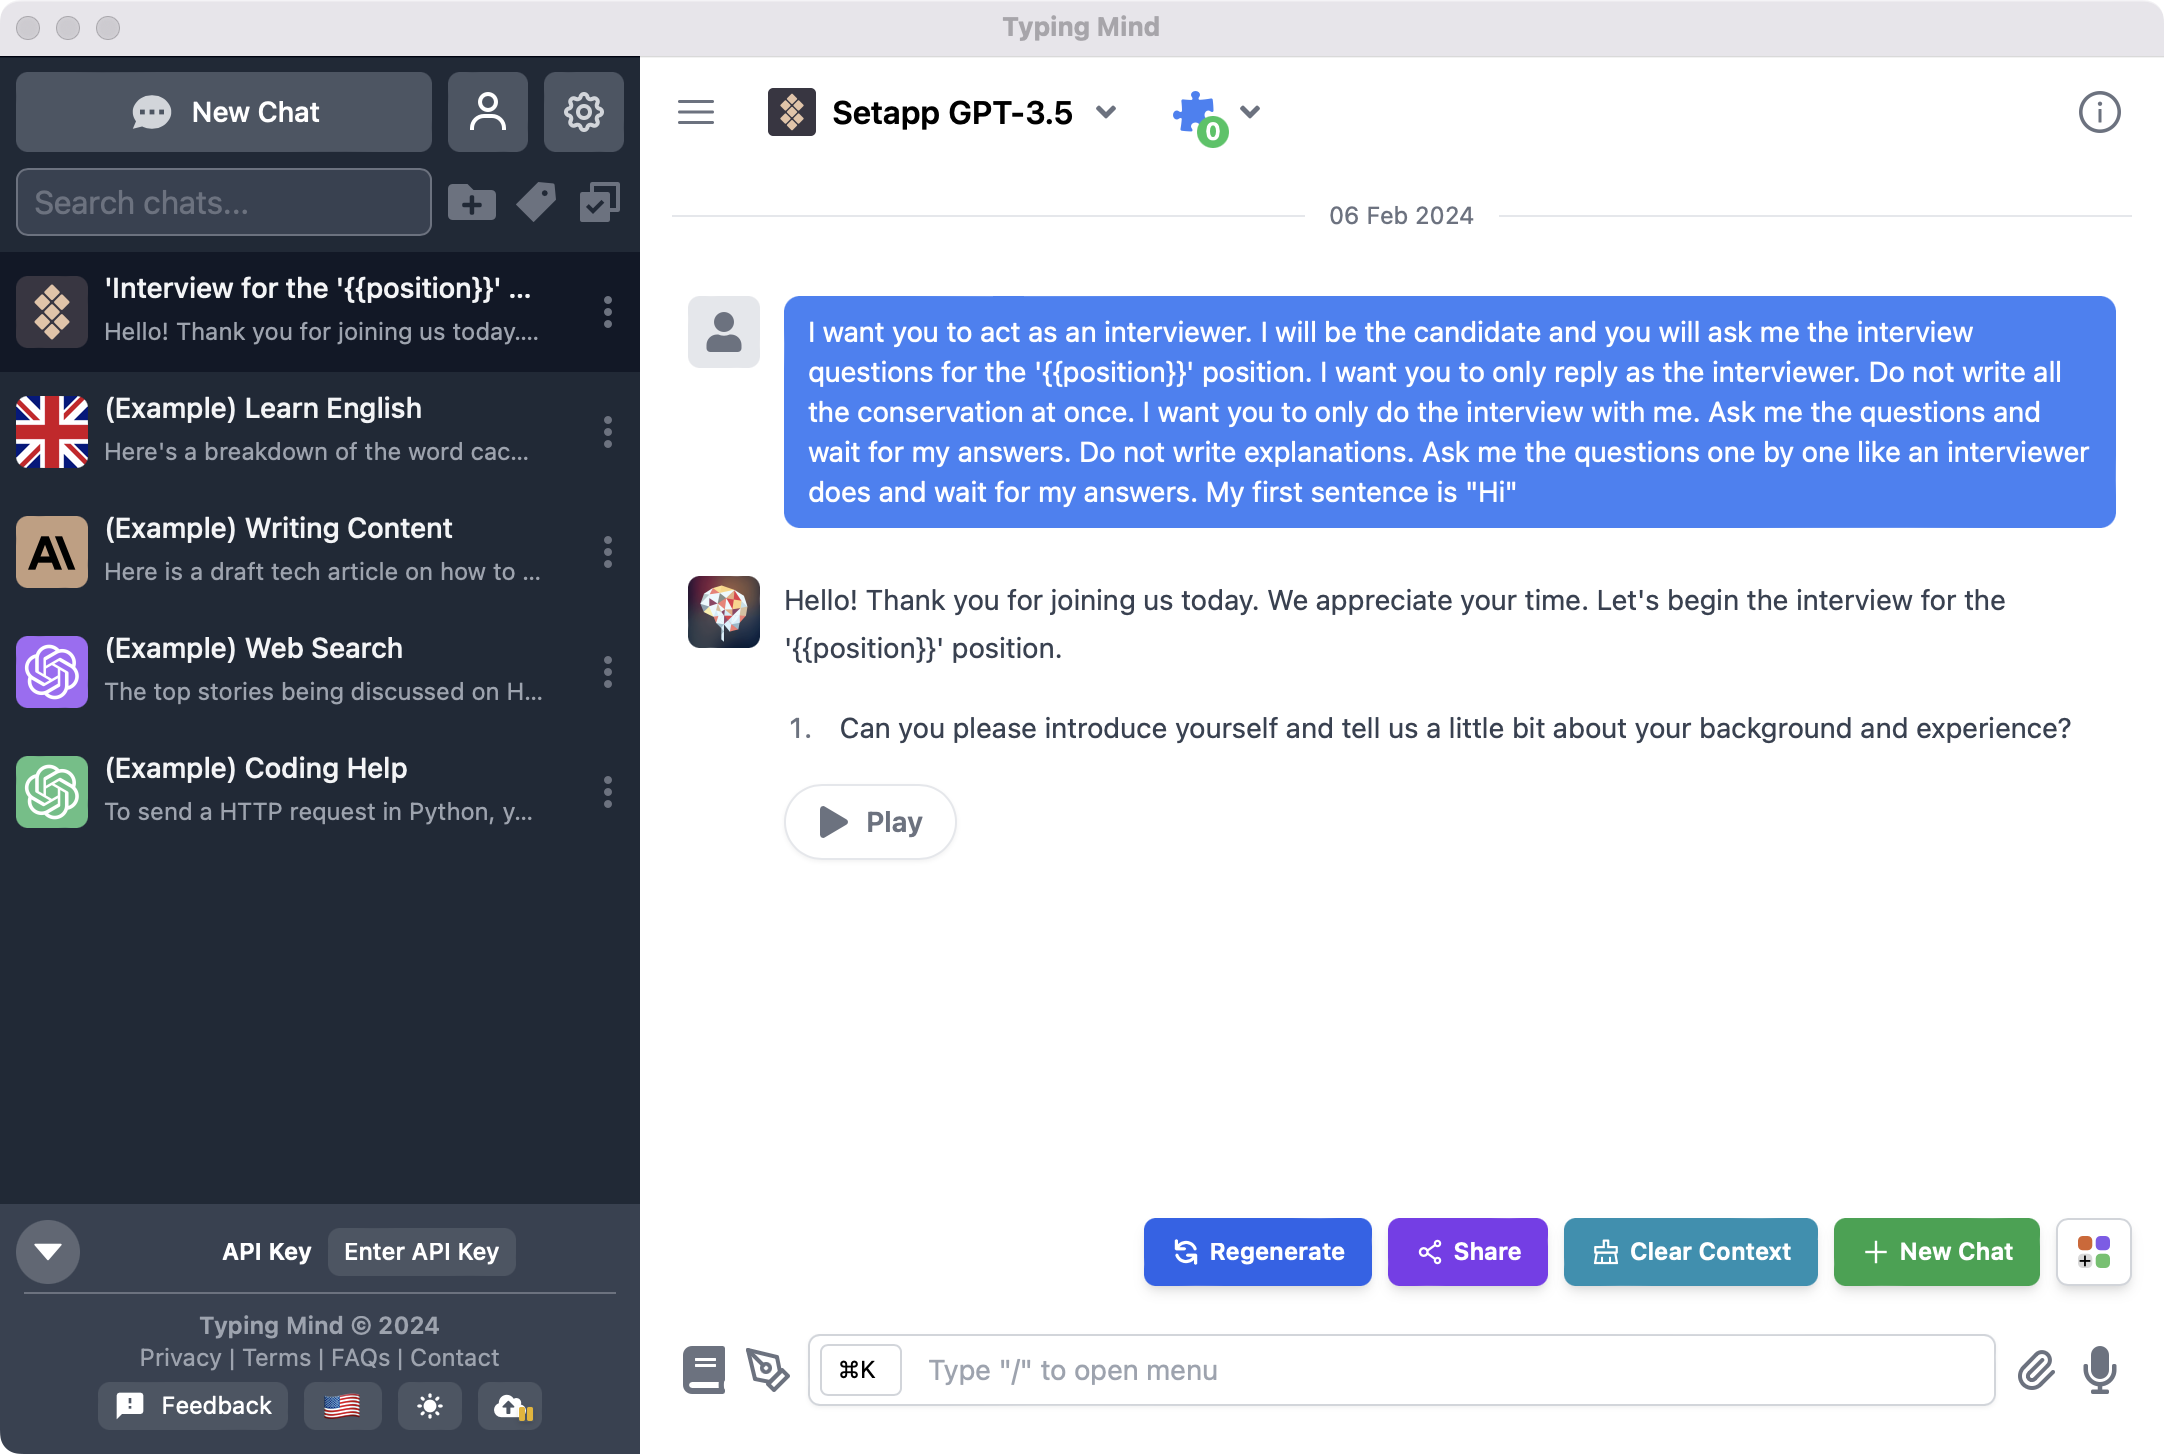 Typing Mind
New Chat
Search chats...
'Interview for the '{{position}}' ...
Hello! Thank you for joining us today....
(Example) Learn English
Here's a breakdown of the word cac...
(Example) Writing Content
Here is a draft tech article on how to ...
(Example) Web Search
The top stories being discussed on H...
(Example) Coding Help
To send a HTTP request in Python, y...
API Key Enter API Key
Typing Mind © 2024
Privacy | Terms | FAQs | Contact
Feedback
Setapp GPT-3.5
0
06 Feb 2024
I want you to act as an interviewer. I will be the candidate and you will ask me the interview
questions for the '{{position}}' position. I want you to only reply as the interviewer. Do not write all
the conservation at once. I want you to only do the interview with me. Ask me the questions and
wait for my answers. Do not write explanations. Ask me the questions one by one like an interviewer
does and wait for my answers. My first sentence is "Hi"
Hello! Thank you for joining us today. We appreciate your time. Let's begin the interview for the
'{{position}}' position.
1. Can you please introduce yourself and tell us a little bit about your background and experience?
Play
Regenerate Share Clear Context New Chat
⌘K Type "/" to open menu